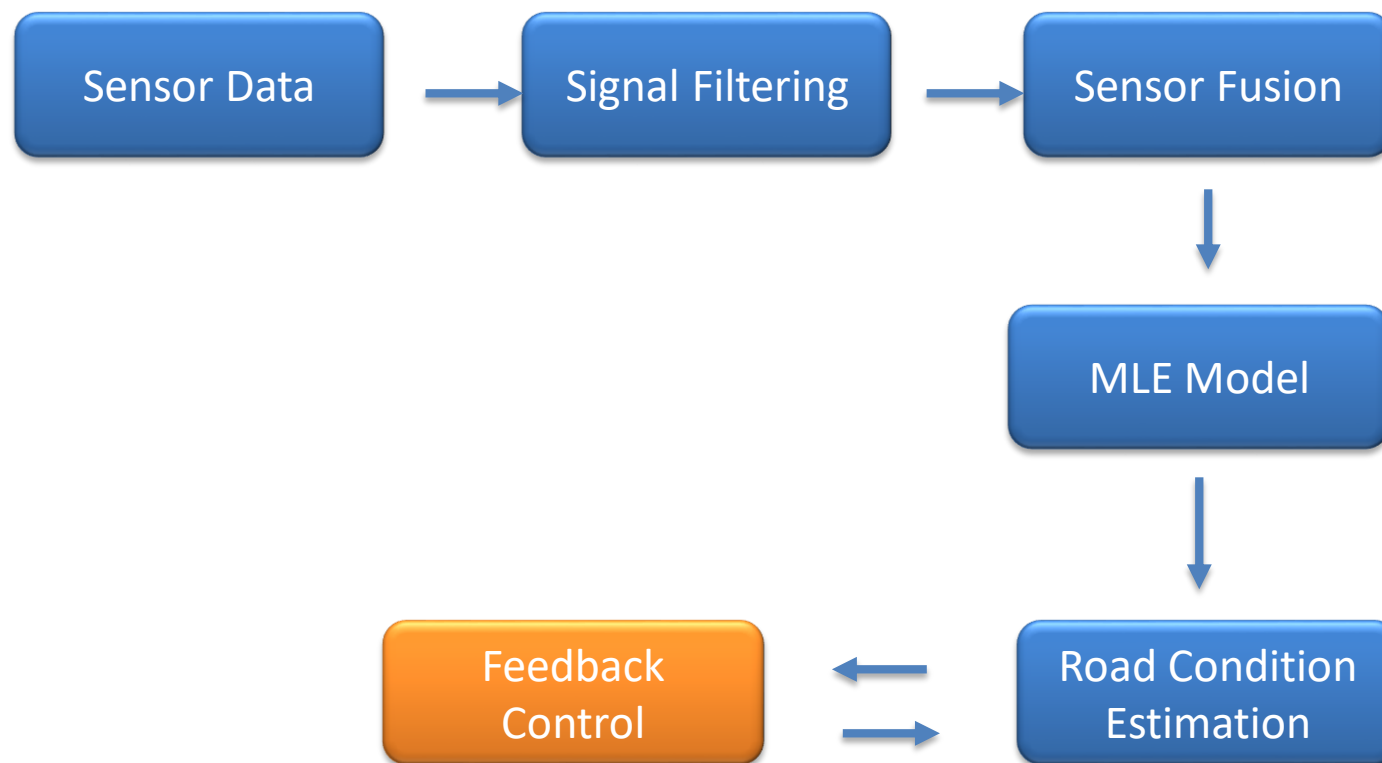 Sensor Data
Signal Filtering
Sensor Fusion
MLE Model
Feedback
Control
Road Condition
Estimation